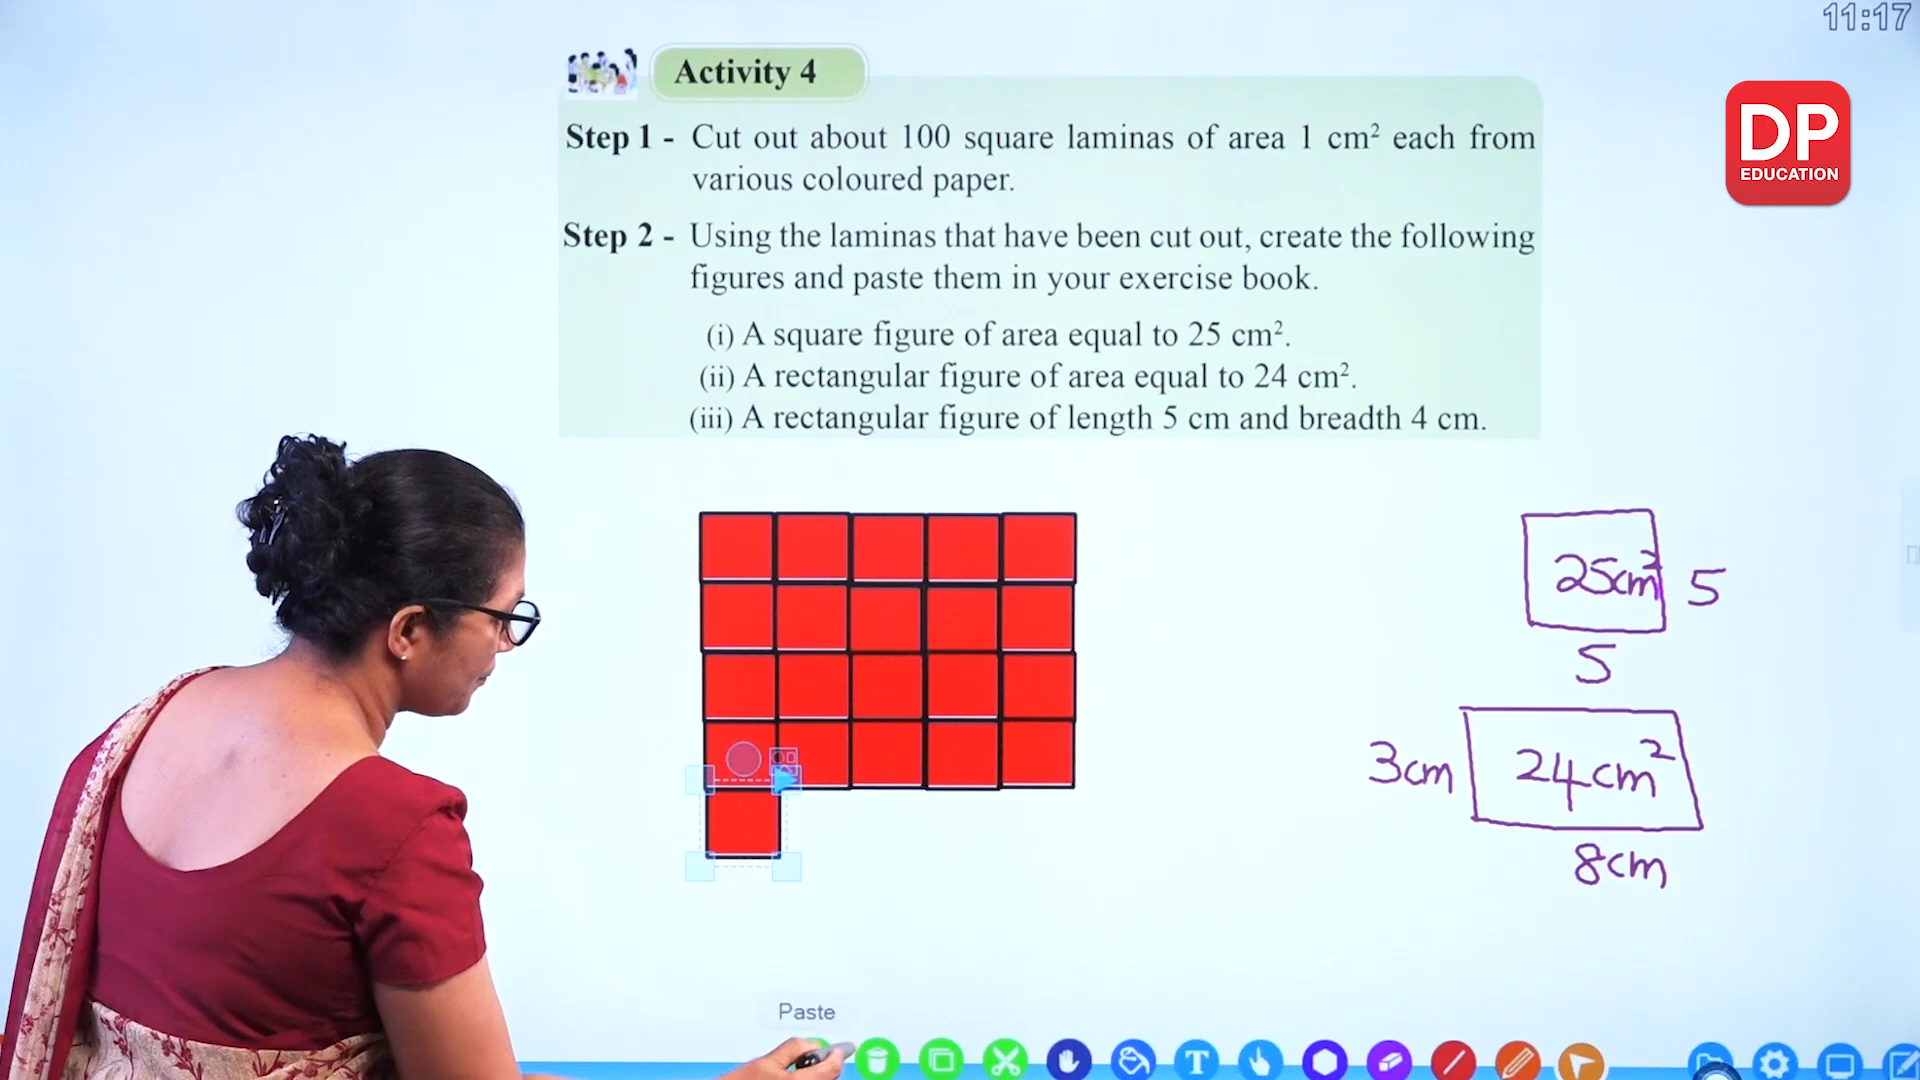 11:17
Activity 4
DP
EDUCATION
Step 1 - Cut out about 100 square laminas of area 1 cm² each from
various coloured paper.
Step 2 - Using the laminas that have been cut out, create the following
figures and paste them in your exercise book.
(i) A square figure of area equal to 25 cm².
(ii) A rectangular figure of area equal to 24 cm².
(iii) A rectangular figure of length 5 cm and breadth 4 cm.
25cm² 5
5
3cm 24cm²
8cm
Paste
T